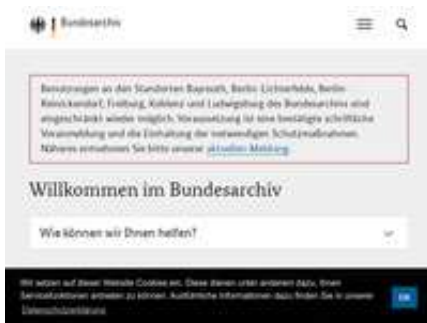 Bundesarchiv
Benutzungen an den Standorten Bayreuth, Berlin-Lichterfelde, Berlin-
Reinickendorf, Freiburg, Koblenz und Ludwigsburg des Bundesarchivs sind
eingeschränkt wieder möglich. Voraussetzung ist eine bestätigte schriftliche
Voranmeldung und die Einhaltung der notwendigen Schutzmaßnahmen.
Näheres entnehmen Sie bitte unserer aktuellen Meldung.
Willkommen im Bundesarchiv
Wie können wir Ihnen helfen?
Wir setzen auf dieser Website Cookies ein. Diese dienen unter anderem dazu, Ihnen
Servicefunktionen anbieten zu können. Ausführliche Informationen dazu finden Sie in unserer
Datenschutzerklärung
OK